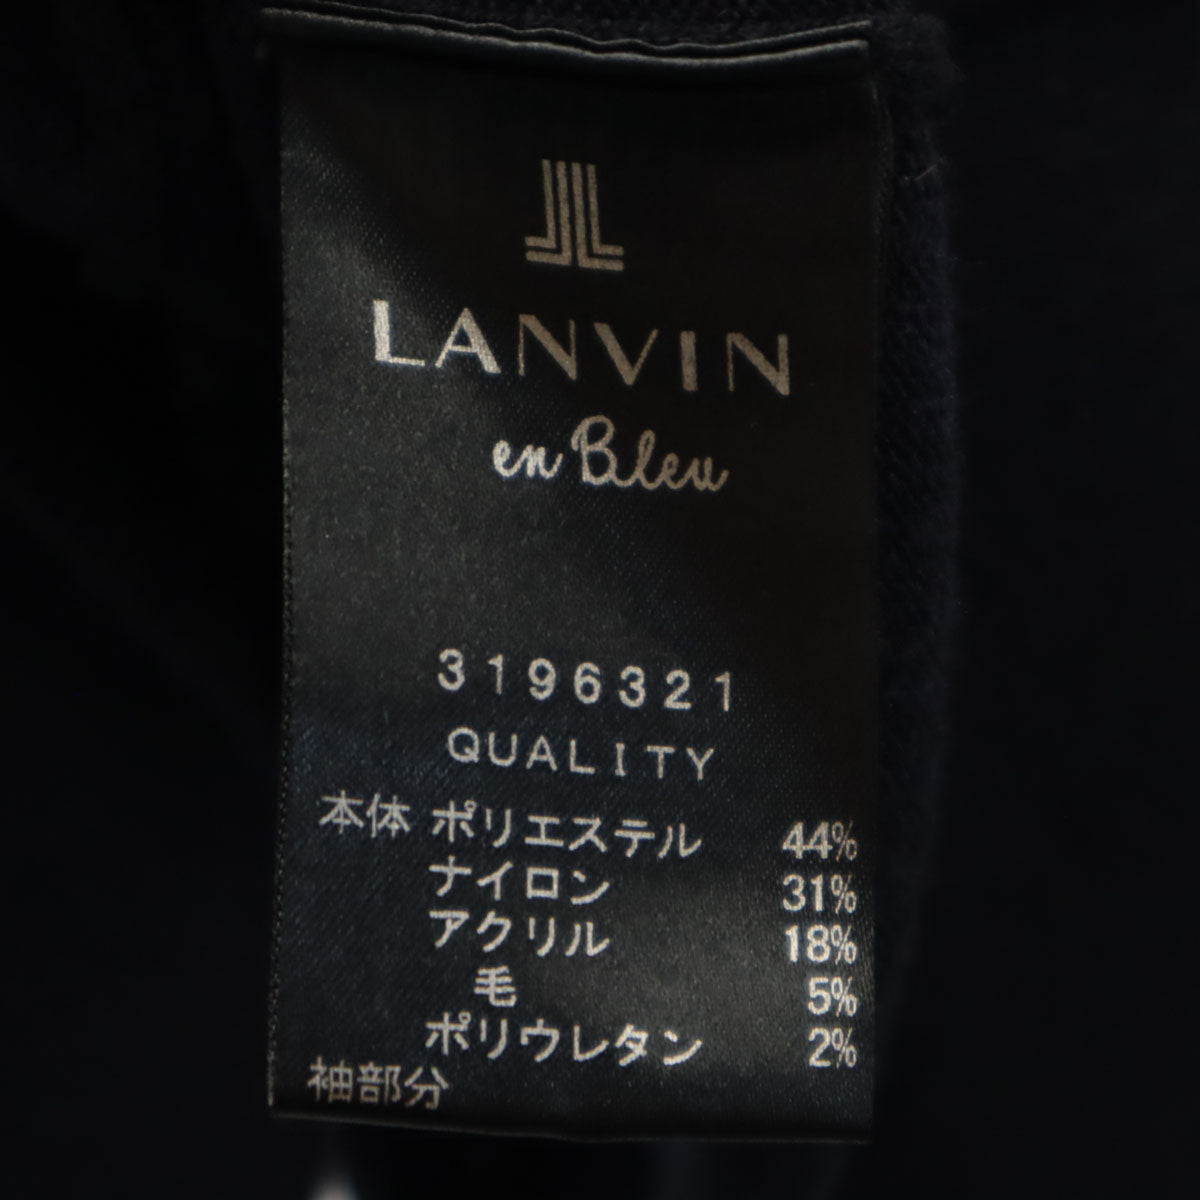 LANVIN
en Bleu
3196321
QUALITY
本体 ポリエステル 44%
ナイロン 31%
アクリル 18%
毛 5%
ポリウレタン 2%
袖部分